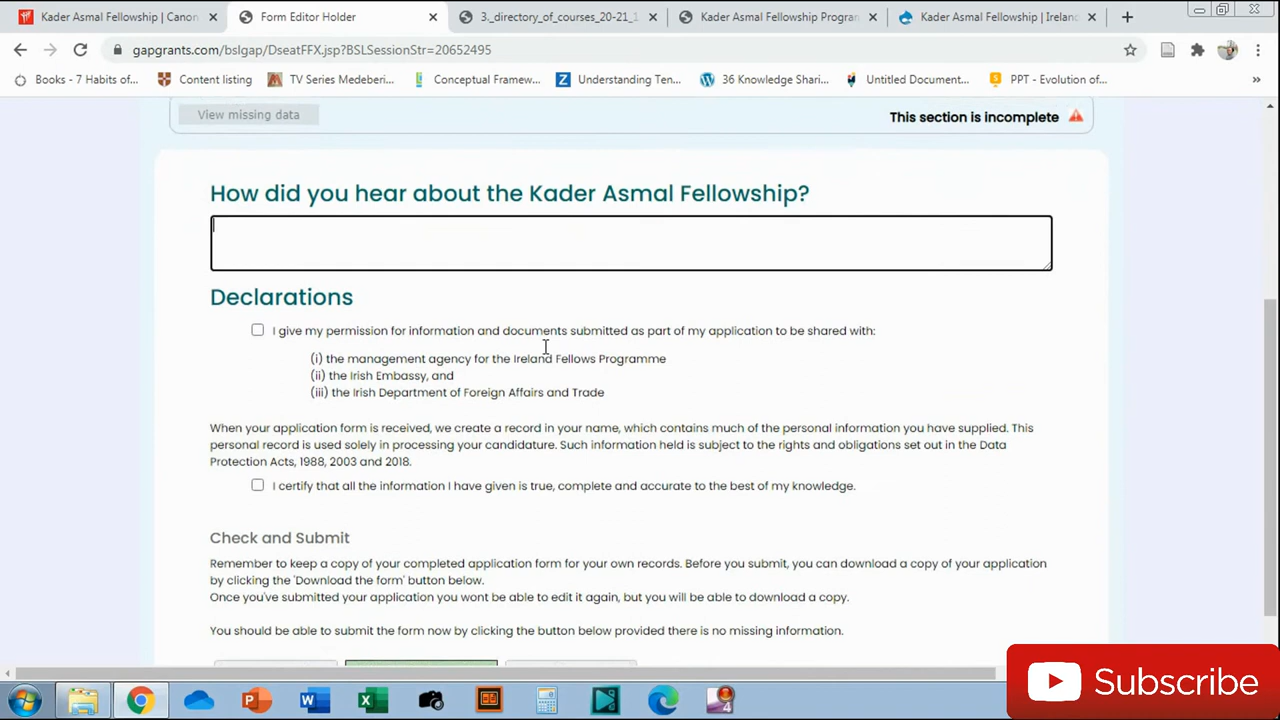 Kader Asmal Fellowship | Canon
Form Editor Holder
3._directory_of_courses_20-21_1
Kader Asmal Fellowship Program
Kader Asmal Fellowship | Ireland
gapgrants.com/bslgap/DseatFFX.jsp?BSLSessionStr=20652495
Books - 7 Habits of...
Content listing
TV Series Medeberi...
Conceptual Framew...
Understanding Ten...
36 Knowledge Shari...
Untitled Document...
PPT - Evolution of...
View missing data
This section is incomplete
How did you hear about the Kader Asmal Fellowship?
Declarations
I give my permission for information and documents submitted as part of my application to be shared with:
(i) the management agency for the Ireland Fellows Programme
(ii) the Irish Embassy, and
(iii) the Irish Department of Foreign Affairs and Trade
When your application form is received, we create a record in your name, which contains much of the personal information you have supplied. This
personal record is used solely in processing your candidature. Such information held is subject to the rights and obligations set out in the Data
Protection Acts, 1988, 2003 and 2018.
I certify that all the information I have given is true, complete and accurate to the best of my knowledge.
Check and Submit
Remember to keep a copy of your completed application form for your own records. Before you submit, you can download a copy of your application
by clicking the 'Download the form' button below.
Once you've submitted your application you wont be able to edit it again, but you will be able to download a copy.
You should be able to submit the form now by clicking the button below provided there is no missing information.
Subscribe